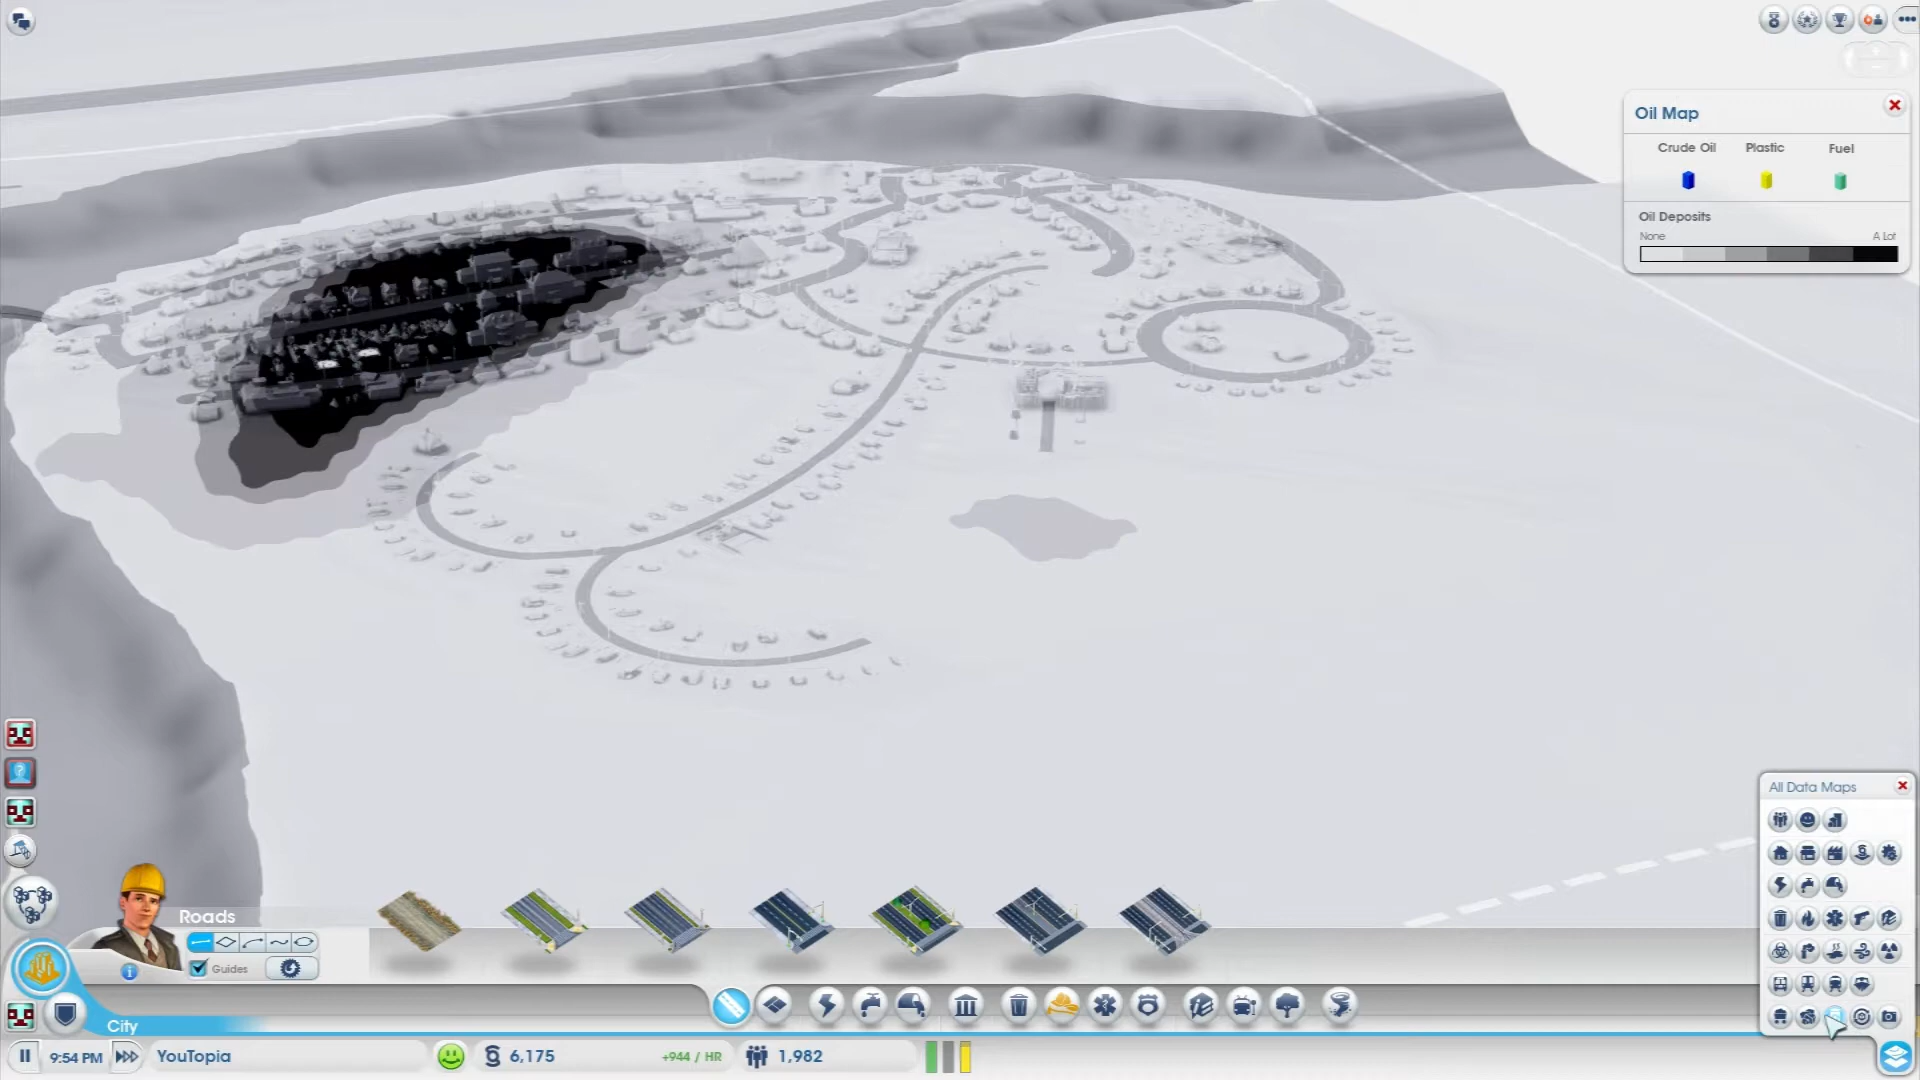 Oil Map
Crude Oil Plastic Fuel
Oil Deposits
None A Lot
All Data Maps
Roads
Guides
City
9:54 PM YouTopia 6,175 +944 / HR 1,982